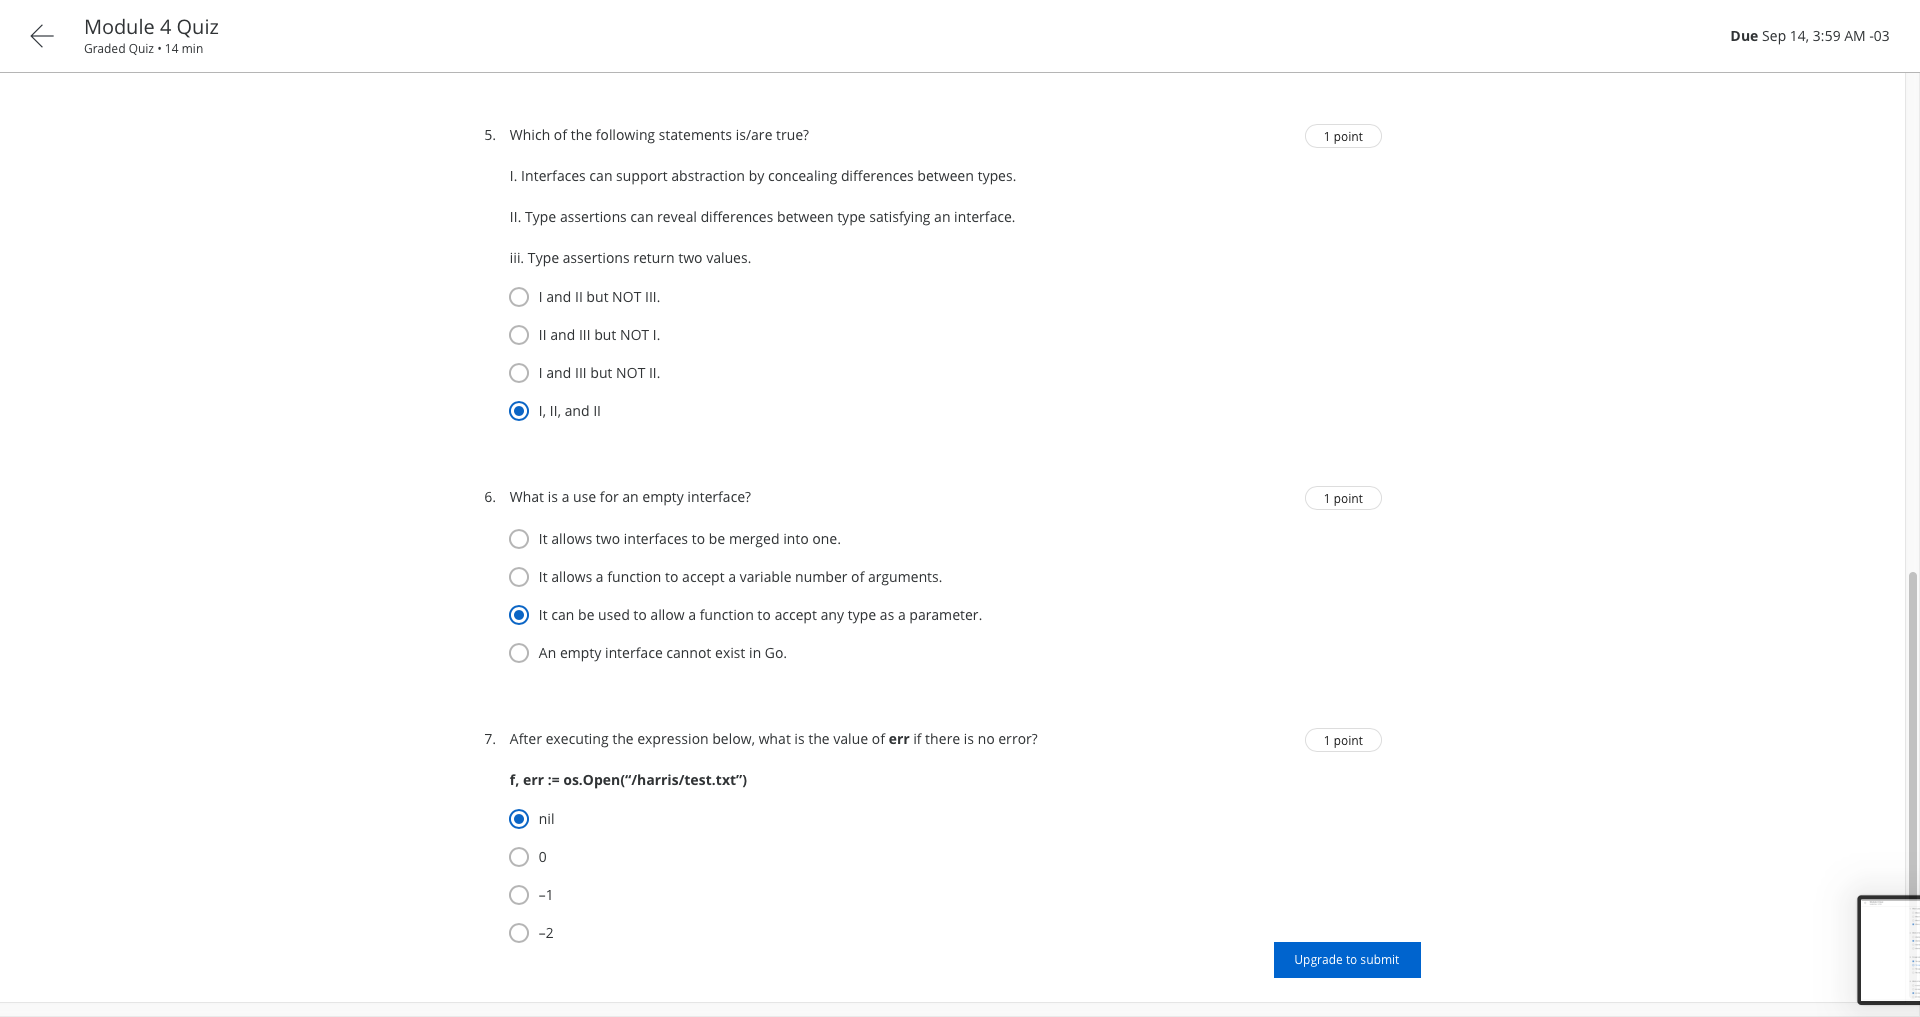 Module 4 Quiz
Graded Quiz • 14 min
Due Sep 14, 3:59 AM -03
5. Which of the following statements is/are true?
1 point
I. Interfaces can support abstraction by concealing differences between types.
II. Type assertions can reveal differences between type satisfying an interface.
iii. Type assertions return two values.
I and II but NOT III.
II and III but NOT I.
I and III but NOT II.
I, II, and II
6. What is a use for an empty interface?
1 point
It allows two interfaces to be merged into one.
It allows a function to accept a variable number of arguments.
It can be used to allow a function to accept any type as a parameter.
An empty interface cannot exist in Go.
7. After executing the expression below, what is the value of err if there is no error?
1 point
f, err := os.Open(“/harris/test.txt”)
nil
0
–1
–2
Upgrade to submit